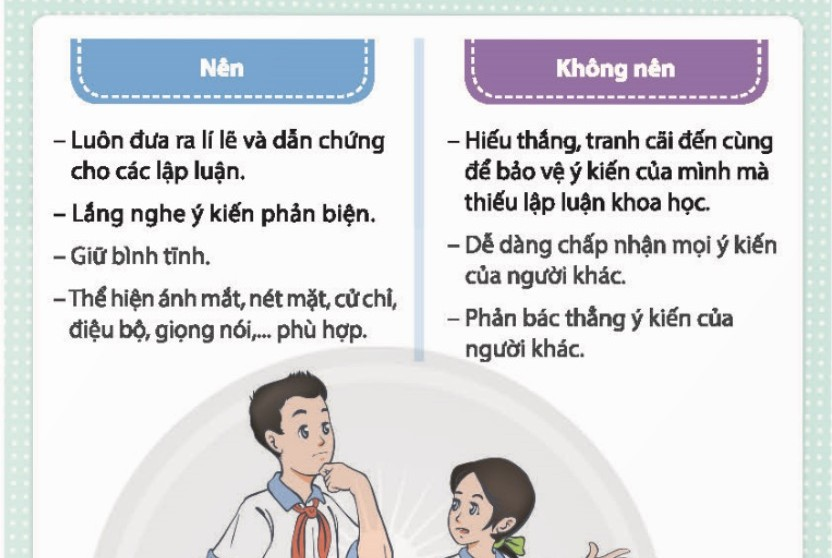 Nên
– Luôn đưa ra lí lẽ và dẫn chứng
cho các lập luận.
– Lắng nghe ý kiến phản biện.
– Giữ bình tĩnh.
– Thể hiện ánh mắt, nét mặt, cử chỉ,
điệu bộ, giọng nói,... phù hợp.
Không nên
– Hiếu thắng, tranh cãi đến cùng
để bảo vệ ý kiến của mình mà
thiếu lập luận khoa học.
– Dễ dàng chấp nhận mọi ý kiến
của người khác.
– Phản bác thẳng ý kiến của
người khác.